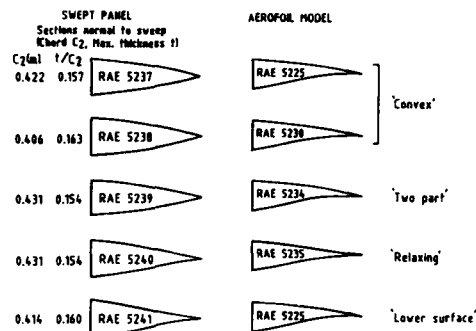 SWEPT PANEL
AEROFOIL MODEL
Sections normal to sweep
(Chord C2, Max. thickness t)
C2(m) t/C2
0.422 0.157 RAE 5237 RAE 5225
'Convex'
0.406 0.163 RAE 5238 RAE 5230
0.431 0.154 RAE 5239 RAE 5234 'Two part'
0.431 0.154 RAE 5240 RAE 5235 'Relaxing'
0.414 0.160 RAE 5241 RAE 5225 'Lower surface'